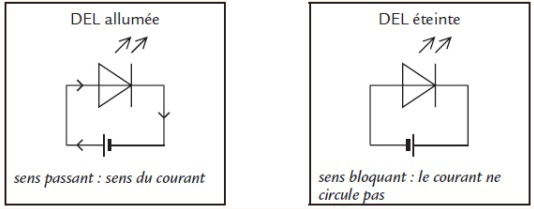 DEL allumée
sens passant : sens du courant
DEL éteinte
sens bloquant : le courant ne
circule pas